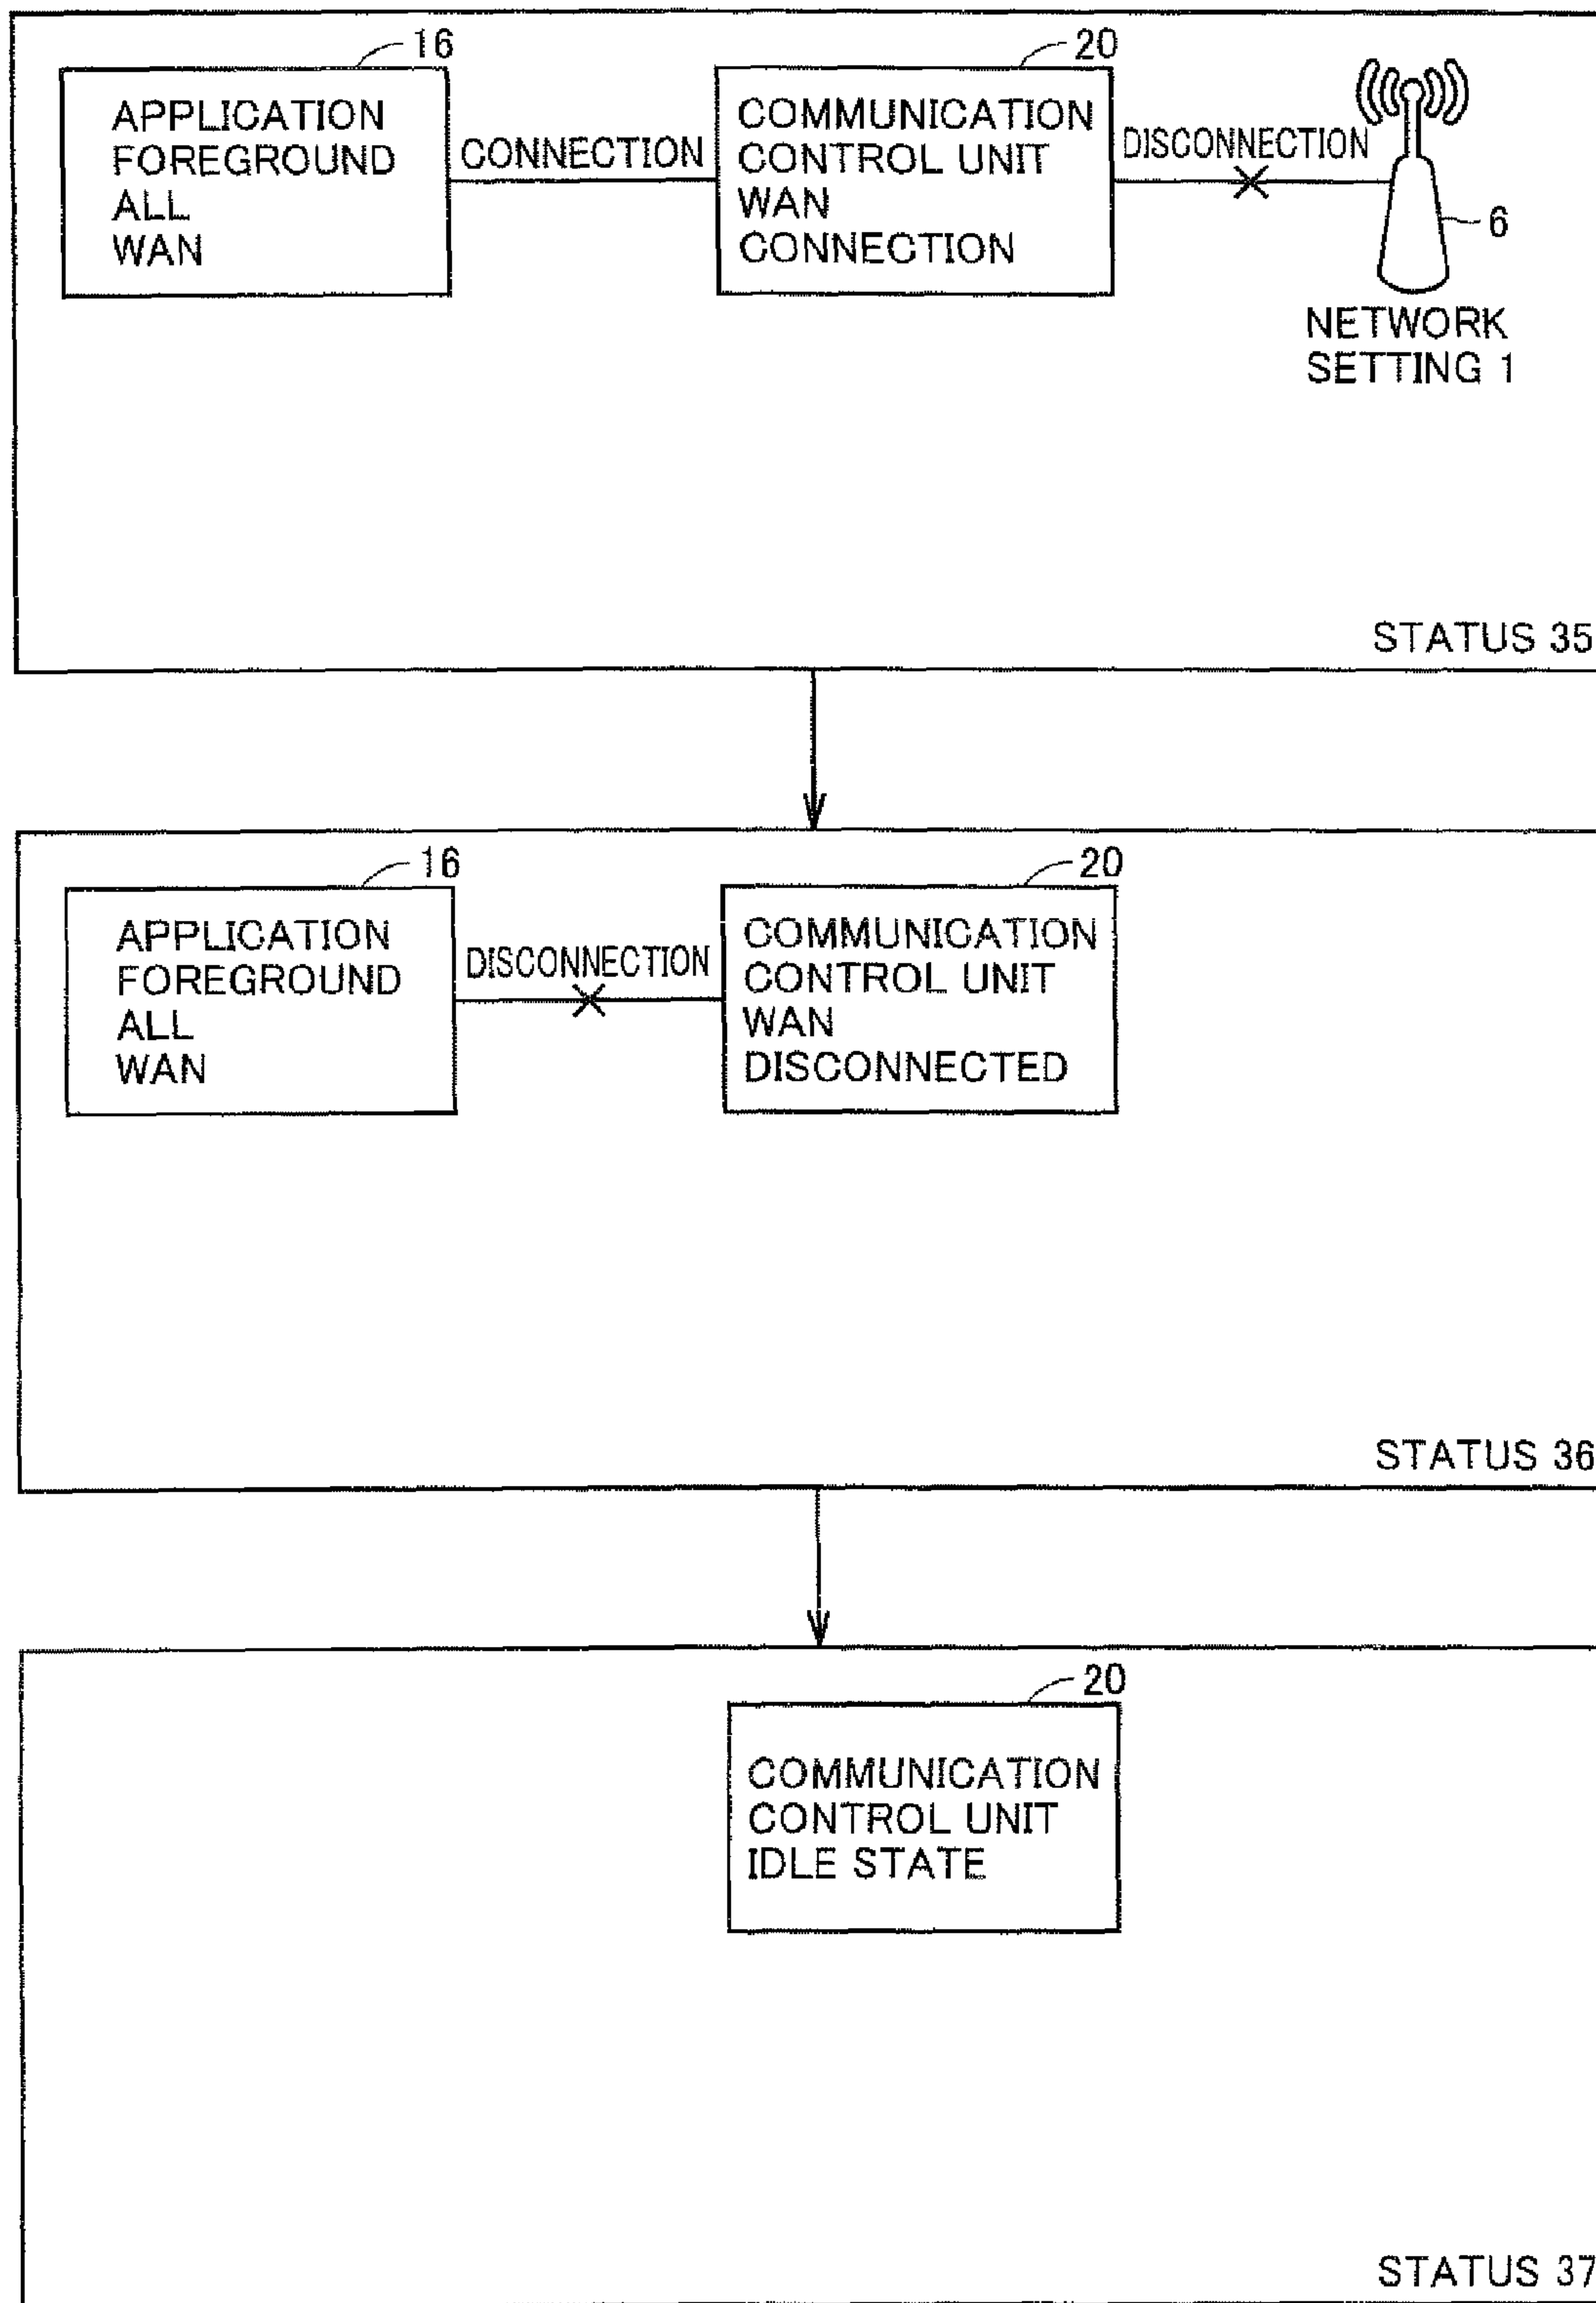 16
APPLICATION
FOREGROUND
ALL
WAN
CONNECTION
20
COMMUNICATION
CONTROL UNIT
WAN
CONNECTION
DISCONNECTION
6
NETWORK
SETTING 1
STATUS 35
16
APPLICATION
FOREGROUND
ALL
WAN
DISCONNECTION
20
COMMUNICATION
CONTROL UNIT
WAN
DISCONNECTED
STATUS 36
20
COMMUNICATION
CONTROL UNIT
IDLE STATE
STATUS 37